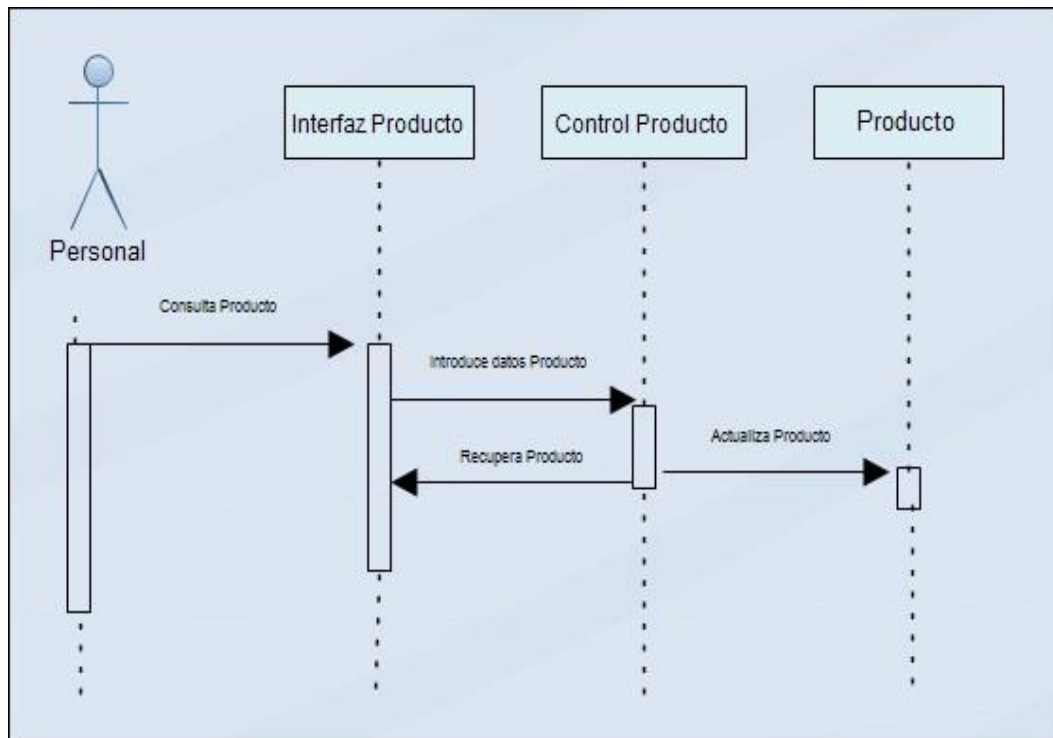 Interfaz Producto
Control Producto
Producto
Personal
Consulta Producto
Introduce datos Producto
Actualiza Producto
Recupera Producto